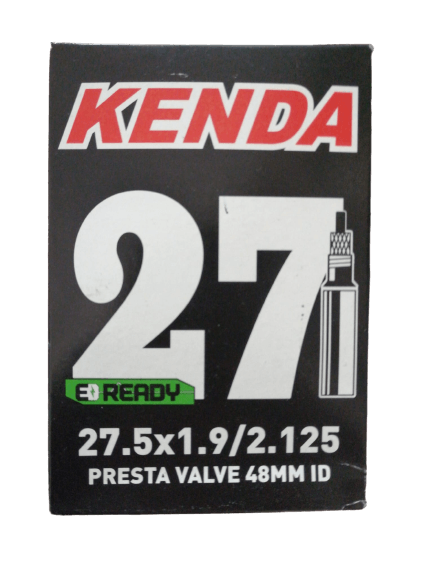 KENDA
27
E READY
27.5x1.9/2.125
PRESTA VALVE 48MM ID